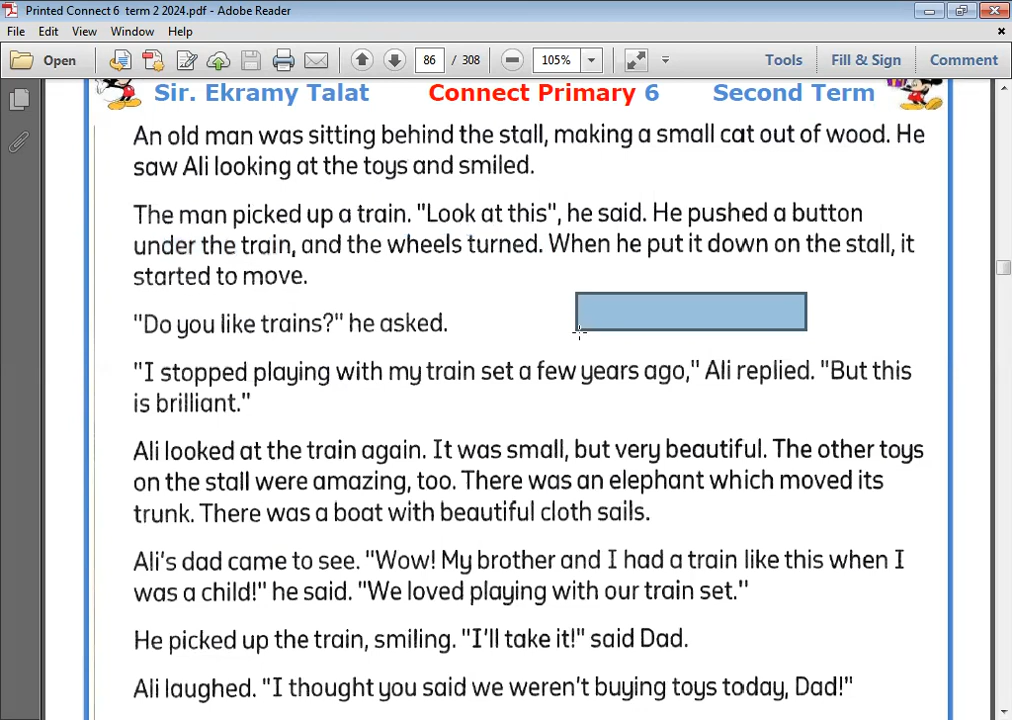 Printed Connect 6 term 2 2024.pdf - Adobe Reader
File Edit View Window Help
Open 86 / 308 105% Tools Fill & Sign Comment
Sir. Ekramy Talat Connect Primary 6 Second Term
An old man was sitting behind the stall, making a small cat out of wood. He
saw Ali looking at the toys and smiled.
The man picked up a train. "Look at this", he said. He pushed a button
under the train, and the wheels turned. When he put it down on the stall, it
started to move.
"Do you like trains?" he asked.
"I stopped playing with my train set a few years ago," Ali replied. "But this
is brilliant."
Ali looked at the train again. It was small, but very beautiful. The other toys
on the stall were amazing, too. There was an elephant which moved its
trunk. There was a boat with beautiful cloth sails.
Ali's dad came to see. "Wow! My brother and I had a train like this when I
was a child!" he said. "We loved playing with our train set."
He picked up the train, smiling. "I'll take it!" said Dad.
Ali laughed. "I thought you said we weren't buying toys today, Dad!"